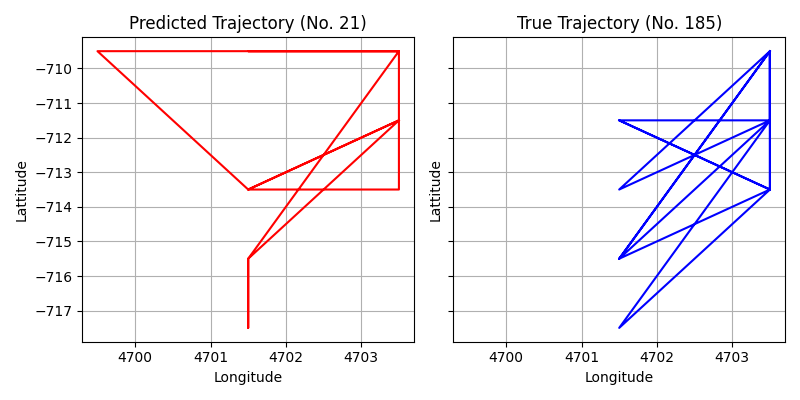 Predicted Trajectory (No. 21)
True Trajectory (No. 185)
Lattitude
−710
−711
−712
−713
−714
−715
−716
−717
4700
4701
4702
4703
Longitude
Lattitude
4700
4701
4702
4703
Longitude